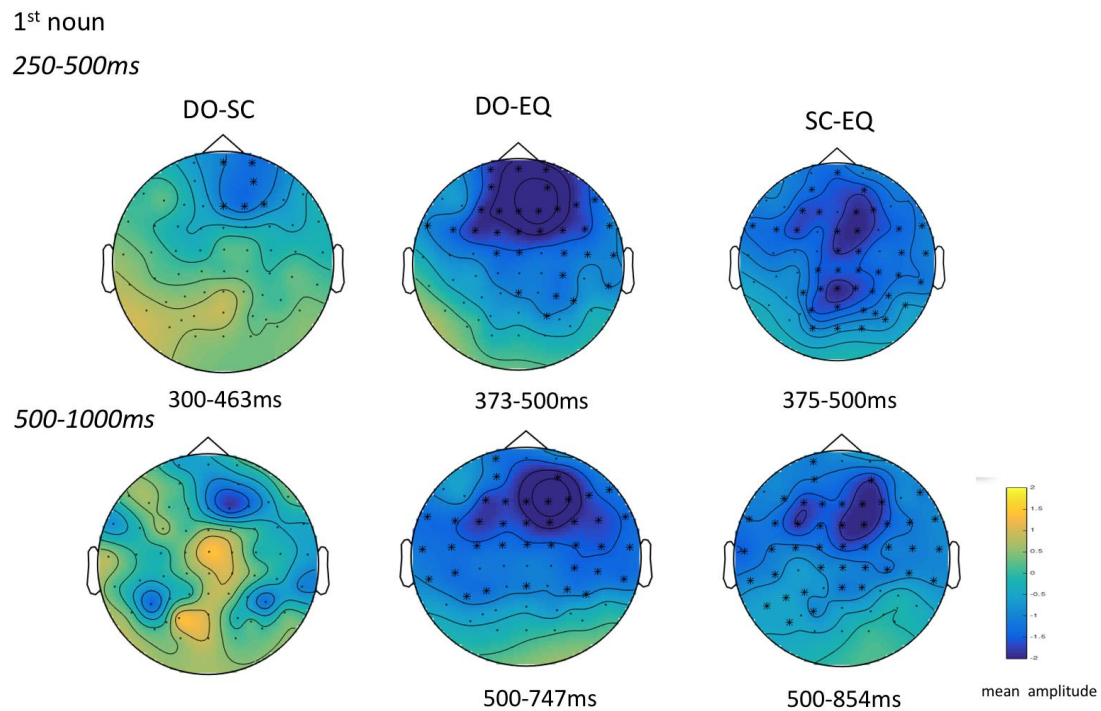 1st noun
250-500ms
DO-SC
DO-EQ
SC-EQ
300-463ms
373-500ms
375-500ms
500-1000ms
2
1.5
1
0.5
0
-0.5
-1
-1.5
-2
mean amplitude
500-747ms
500-854ms